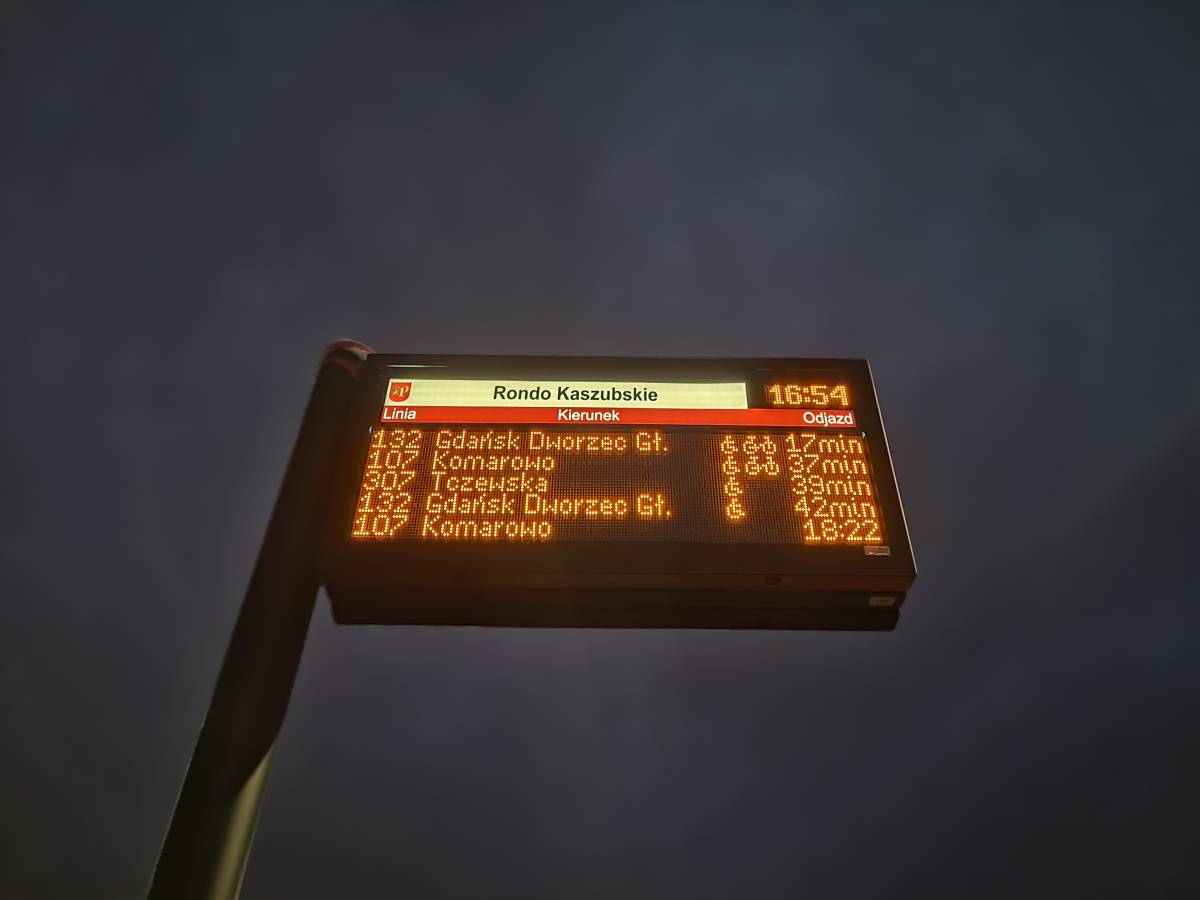 Rondo Kaszubskie 16:54
Linia Kierunek Odjazd
132 Gdańsk Dworzec Gł. 17min
107 Komarowo 37min
307 Tczewska 39min
132 Gdańsk Dworzec Gł. 42min
107 Komarowo 18:22